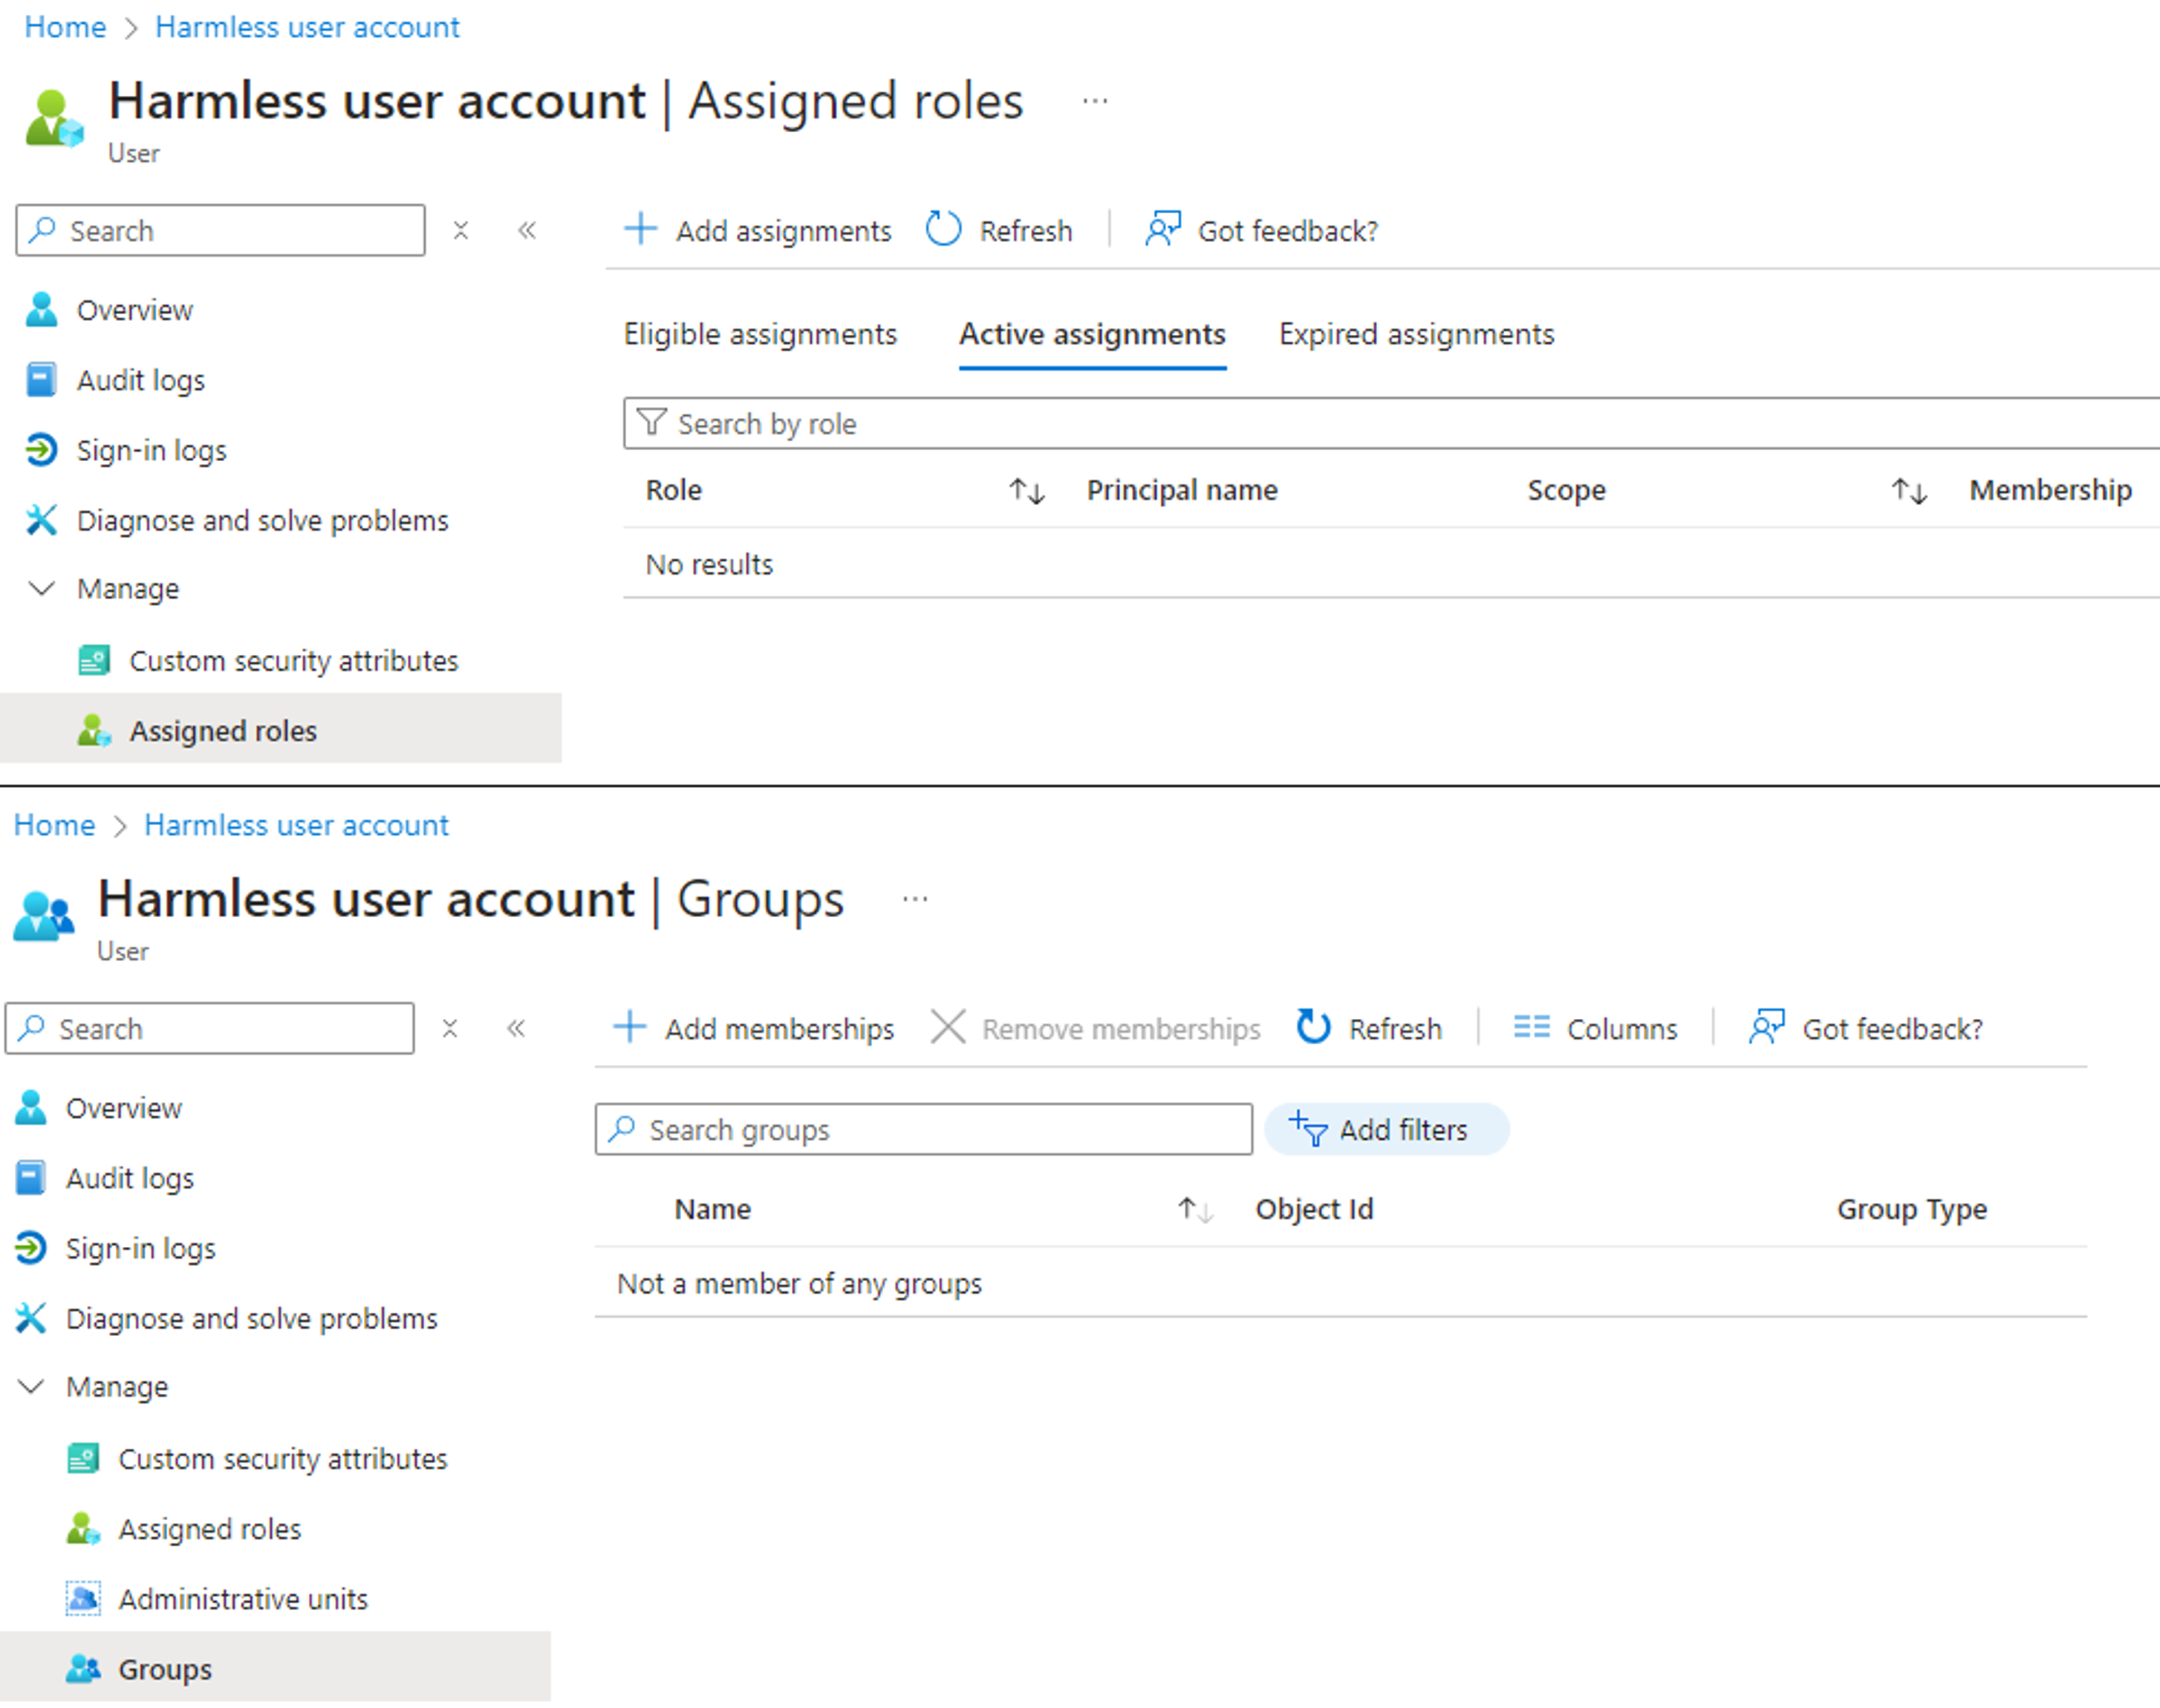 Home > Harmless user account
Harmless user account | Assigned roles ...
User
Search
Overview
Audit logs
Sign-in logs
Diagnose and solve problems
Manage
Custom security attributes
Assigned roles
Add assignments Refresh Got feedback?
Eligible assignments Active assignments Expired assignments
Search by role
Role Principal name Scope Membership
No results
Home > Harmless user account
Harmless user account | Groups ...
User
Search
Overview
Audit logs
Sign-in logs
Diagnose and solve problems
Manage
Custom security attributes
Assigned roles
Administrative units
Groups
Add memberships Remove memberships Refresh Columns Got feedback?
Search groups Add filters
Name Object Id Group Type
Not a member of any groups